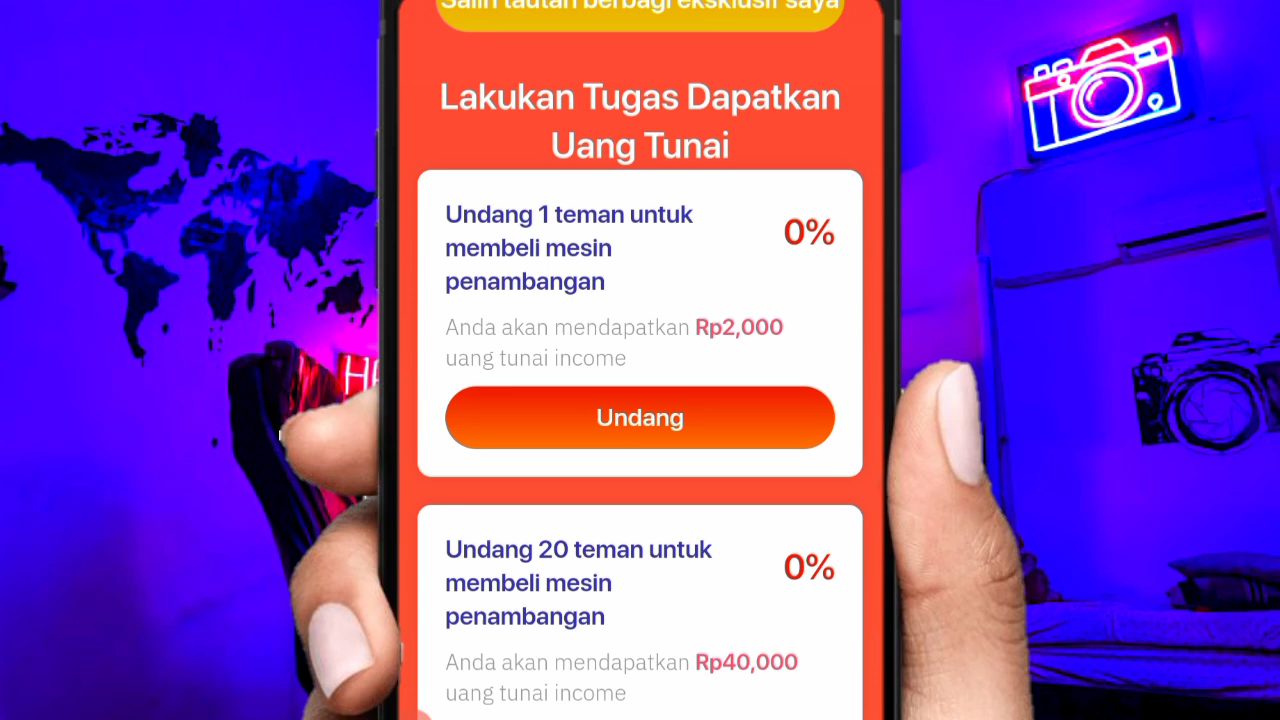 Salin tautan berbagi eksklusif saya
Lakukan Tugas Dapatkan
Uang Tunai
Undang 1 teman untuk
membeli mesin
penambangan
0%
Anda akan mendapatkan Rp2,000
uang tunai income
Undang
Undang 20 teman untuk
membeli mesin
penambangan
0%
Anda akan mendapatkan Rp40,000
uang tunai income